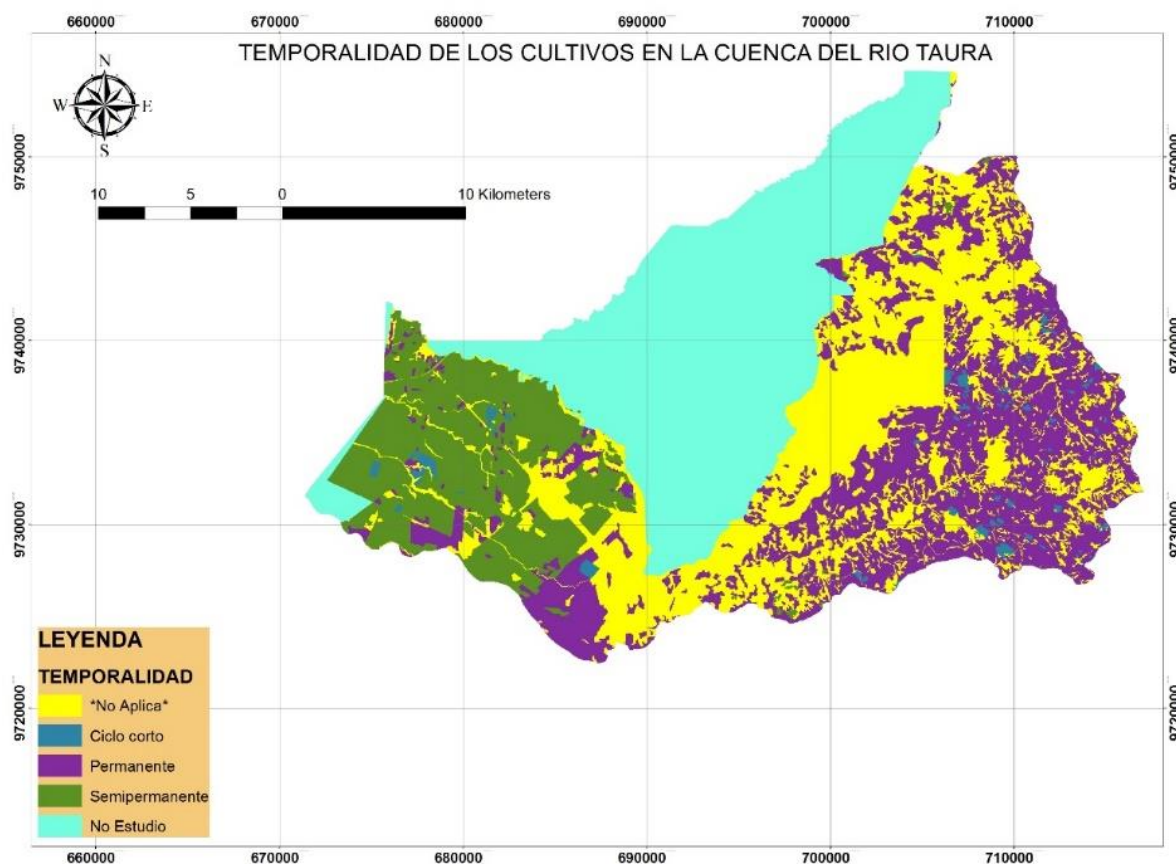 660000 670000 680000 690000 700000 710000
TEMPORALIDAD DE LOS CULTIVOS EN LA CUENCA DEL RIO TAURA
N
W E
S
9750000 9750000
10 5 0 10 Kilometers
9740000 9740000
9730000 9730000
LEYENDA
TEMPORALIDAD
*No Aplica*
Ciclo corto
Permanente
Semipermanente
No Estudio
9720000 9720000
660000 670000 680000 690000 700000 710000